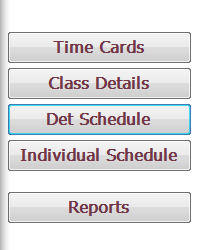 Time Cards
Class Details
Det Schedule
Individual Schedule
Reports